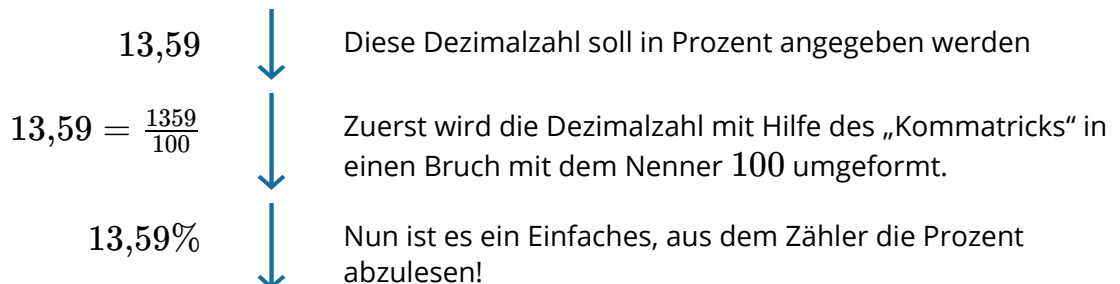 13,59 Diese Dezimalzahl soll in Prozent angegeben werden
13,59 = 1359/100 Zuerst wird die Dezimalzahl mit Hilfe des „Kommatricks“ in
einen Bruch mit dem Nenner 100 umgeformt.
13,59% Nun ist es ein Einfaches, aus dem Zähler die Prozent
abzulesen!